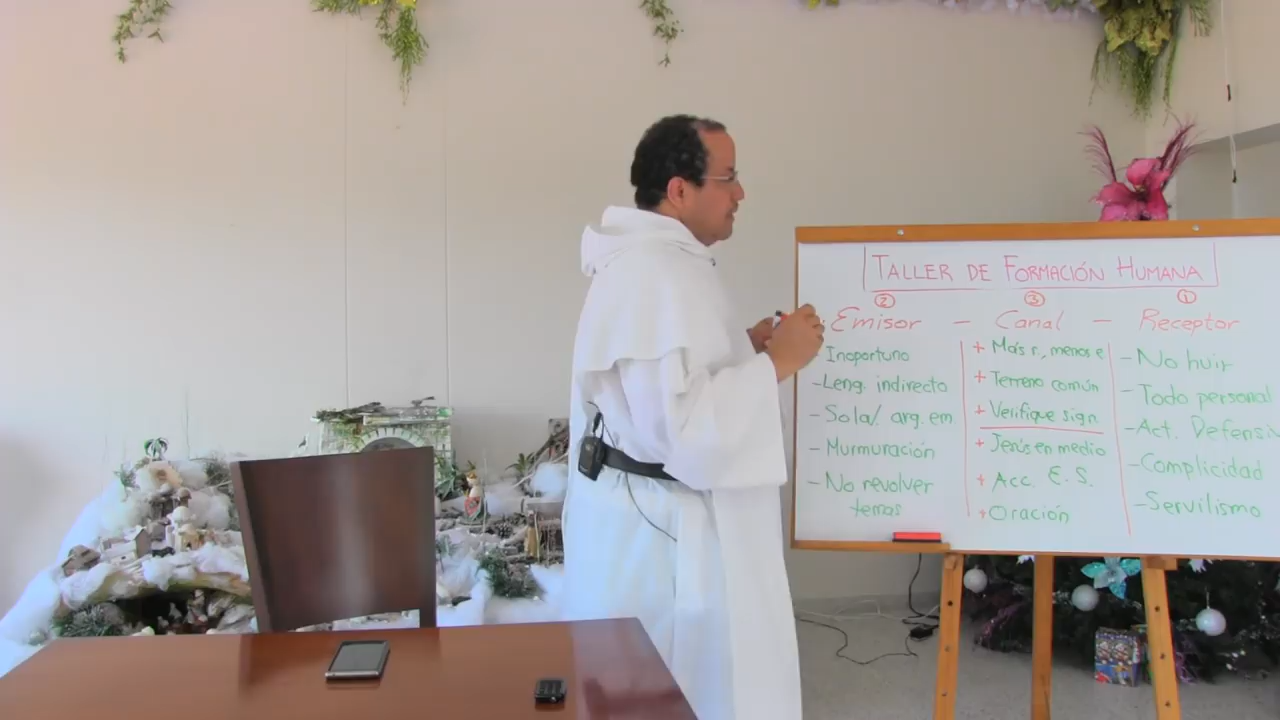 TALLER DE FORMACIÓN HUMANA
② ③ ①
Emisor - Canal - Receptor
Inoportuno
-Leng. indirecto
-Sola/. arg. em
-Murmuración
-No revolver
temas
+ Más r., menos e
+ Terreno común
+ Verifique sign.
+ Jesús en medio
+ Acc. E. S.
+ Oración
-No huir
-Todo personal
-Act. Defensi
-Complicidad
-Servilismo